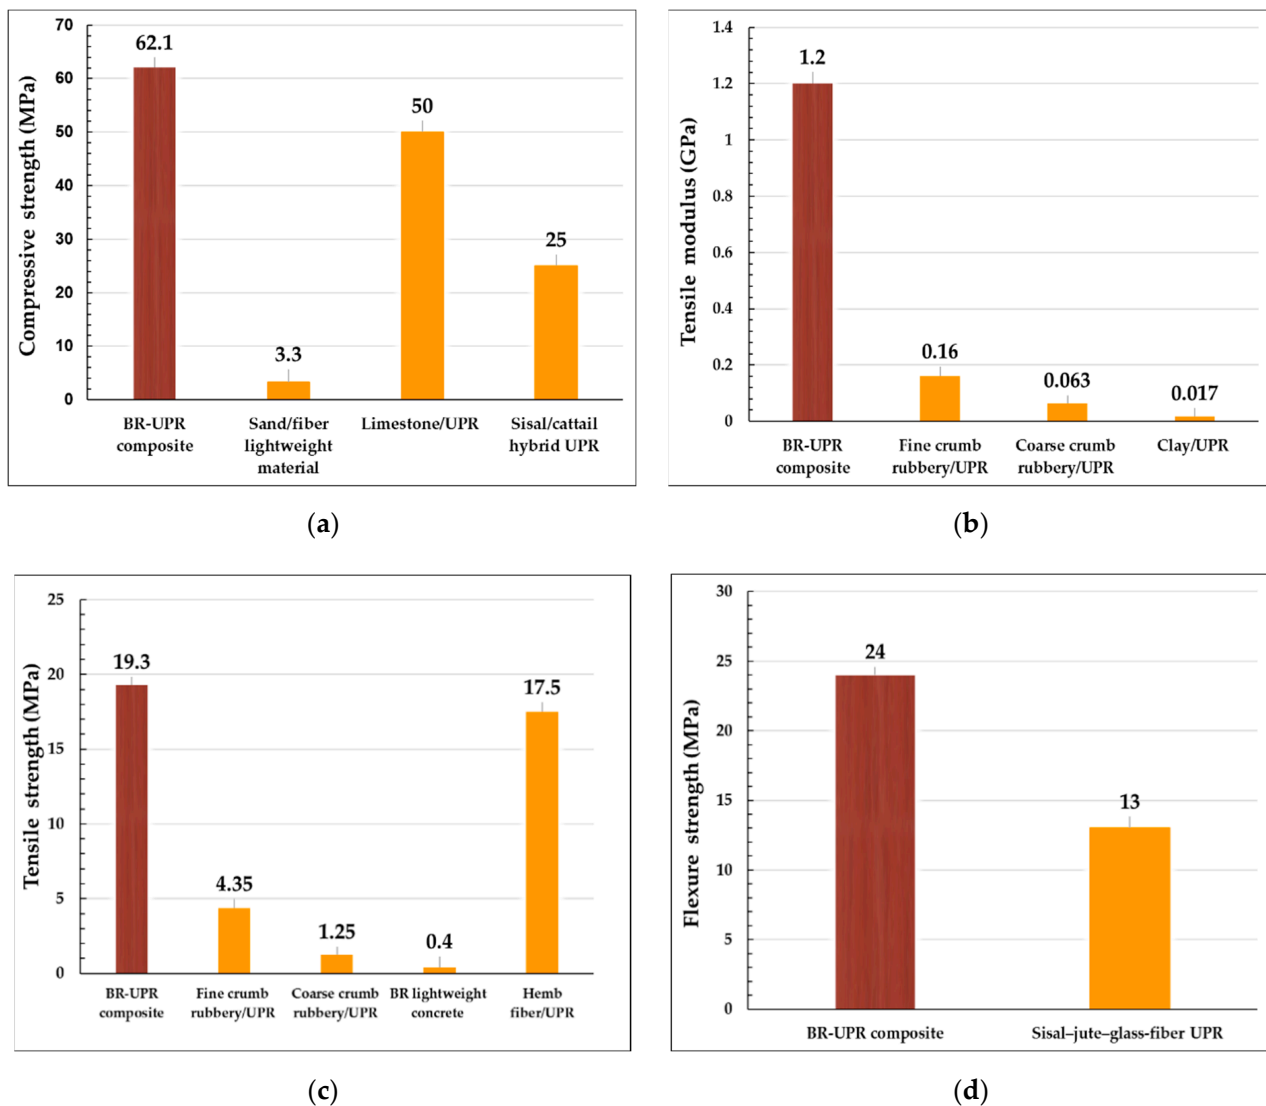 Compressive strength (MPa)
70
60
50
40
30
20
10
0
62.1
3.3
50
25
BR-UPR
composite
Sand/fiber
lightweight
material
Limestone/UPR
Sisal/cattail
hybrid UPR
(a)
Tensile modulus (GPa)
1.4
1.2
1
0.8
0.6
0.4
0.2
0
1.2
0.16
0.063
0.017
BR-UPR
composite
Fine crumb
rubbery/UPR
Coarse crumb
rubbery/UPR
Clay/UPR
(b)
Tensile strength (MPa)
25
20
15
10
5
0
19.3
4.35
1.25
0.4
17.5
BR-UPR
composite
Fine crumb
rubbery/UPR
Coarse crumb
rubbery/UPR
BR lightweight
concrete
Hemb
fiber/UPR
(c)
Flexure strength (MPa)
30
25
20
15
10
5
0
24
13
BR-UPR composite
Sisal–jute–glass-fiber UPR
(d)